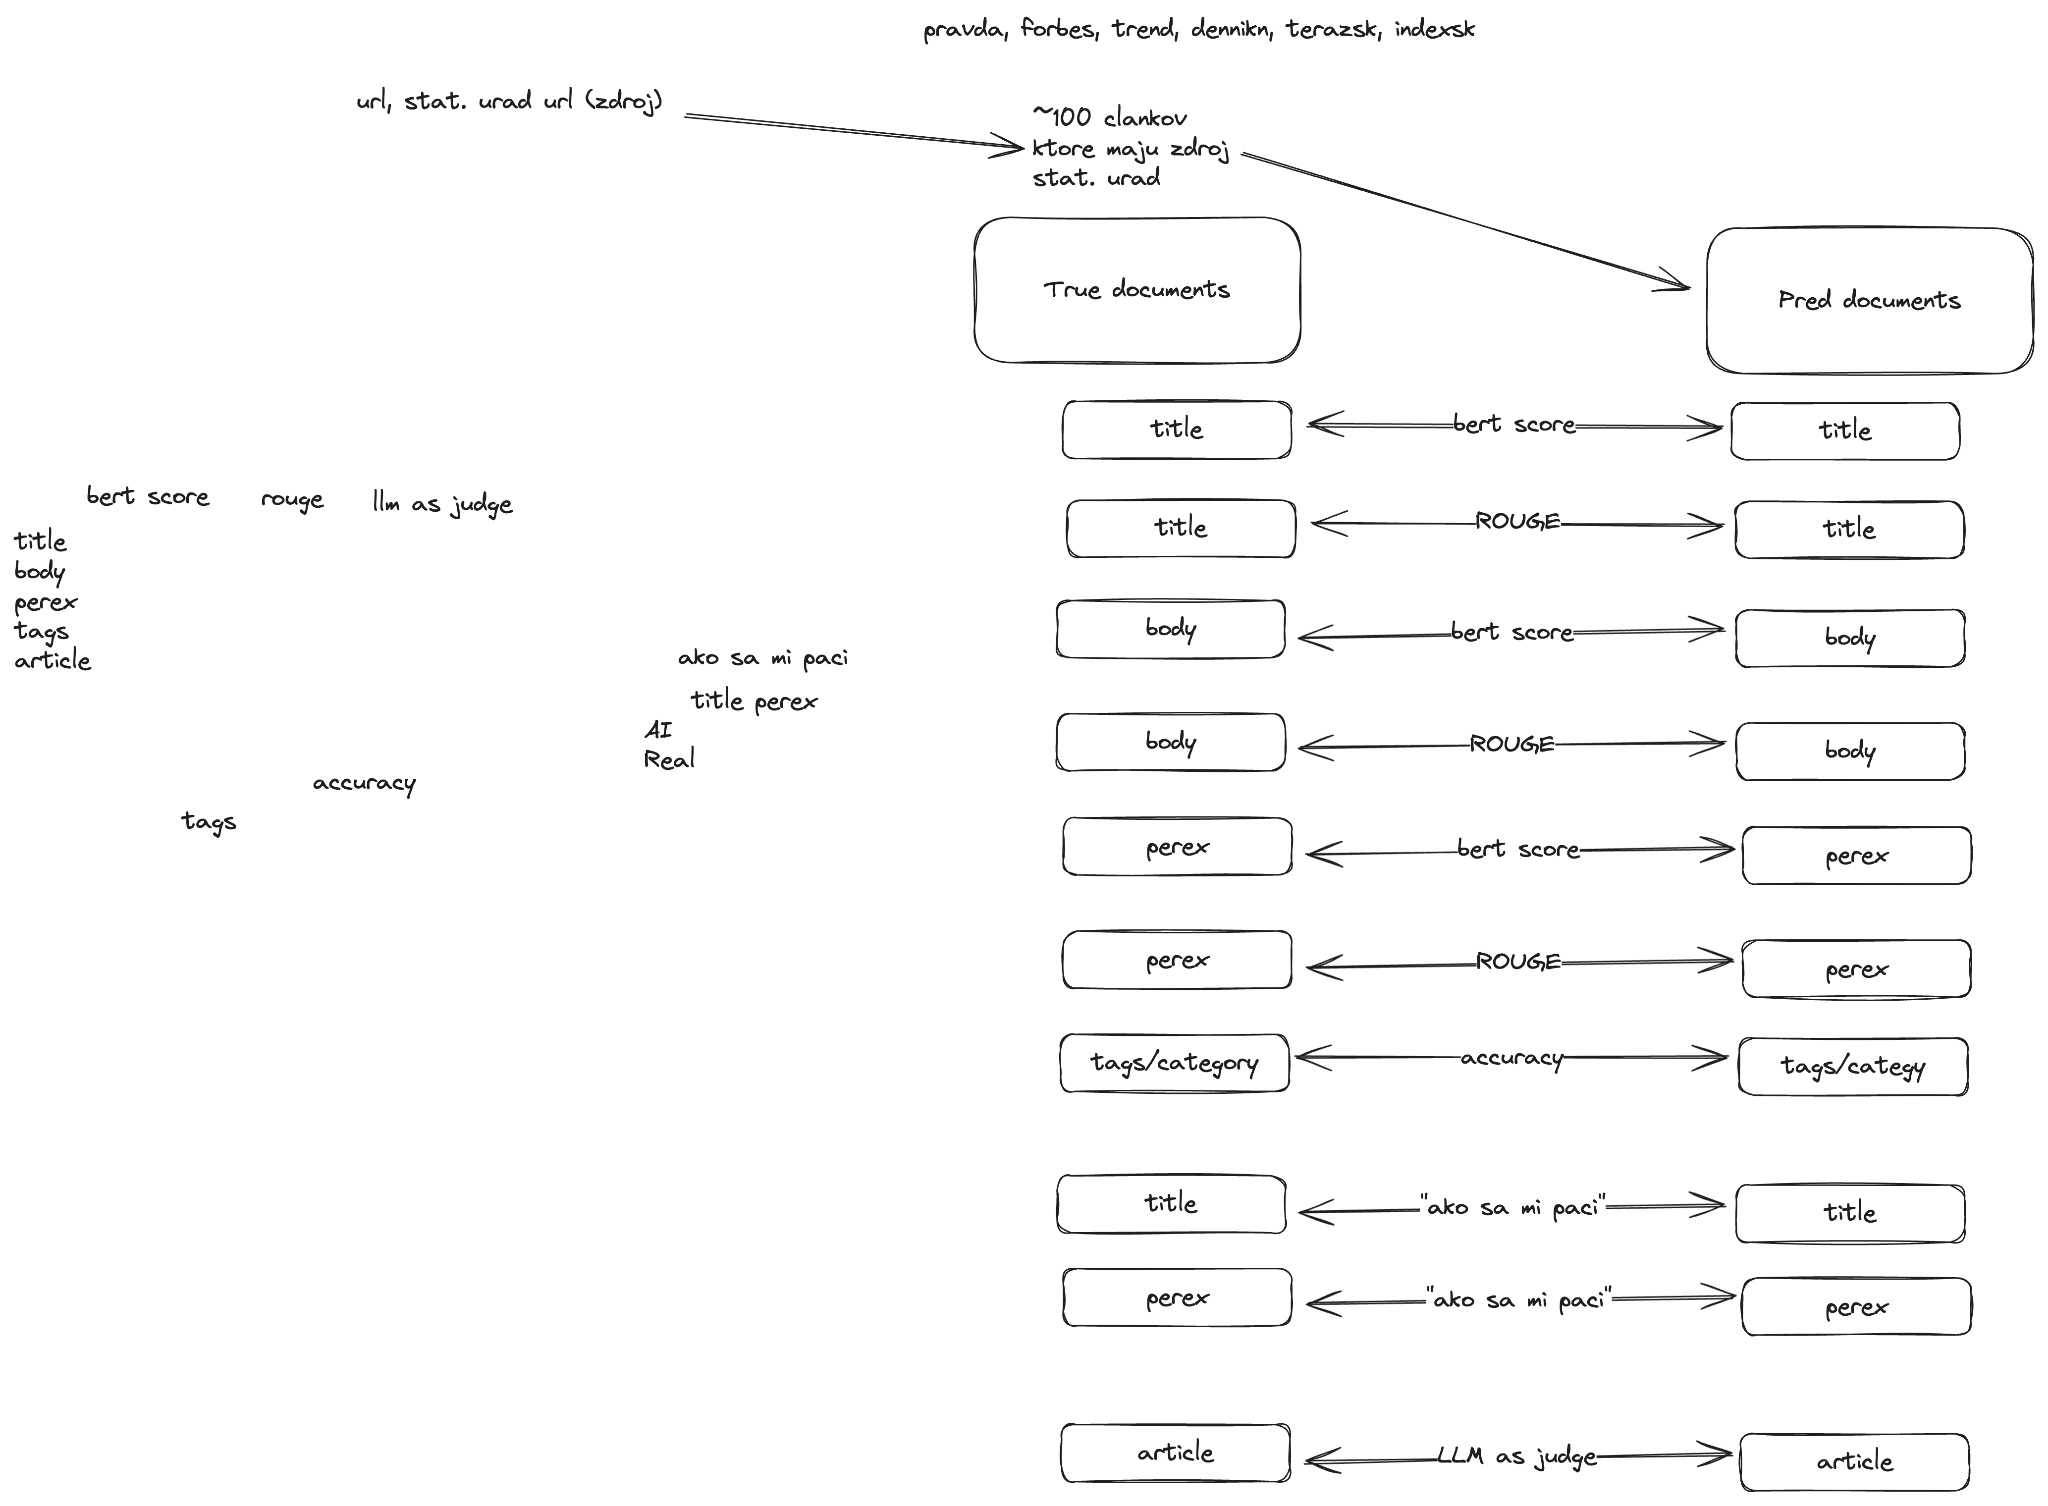 pravda, forbes, trend, dennikn, terazsk, indexsk
url, stat. urad url (zdroj)
~100 clankov
ktore maju zdroj
stat. urad
True documents
Pred documents
title
bert score
title
bert score rouge llm as judge
title
body
perex
tags
article
title
ROUGE
title
body
bert score
body
ako sa mi paci
title perex
AI
Real
body
ROUGE
body
accuracy
tags
perex
bert score
perex
perex
ROUGE
perex
tags/category
accuracy
tags/categy
title
"ako sa mi paci"
title
perex
"ako sa mi paci"
perex
article
LLM as judge
article